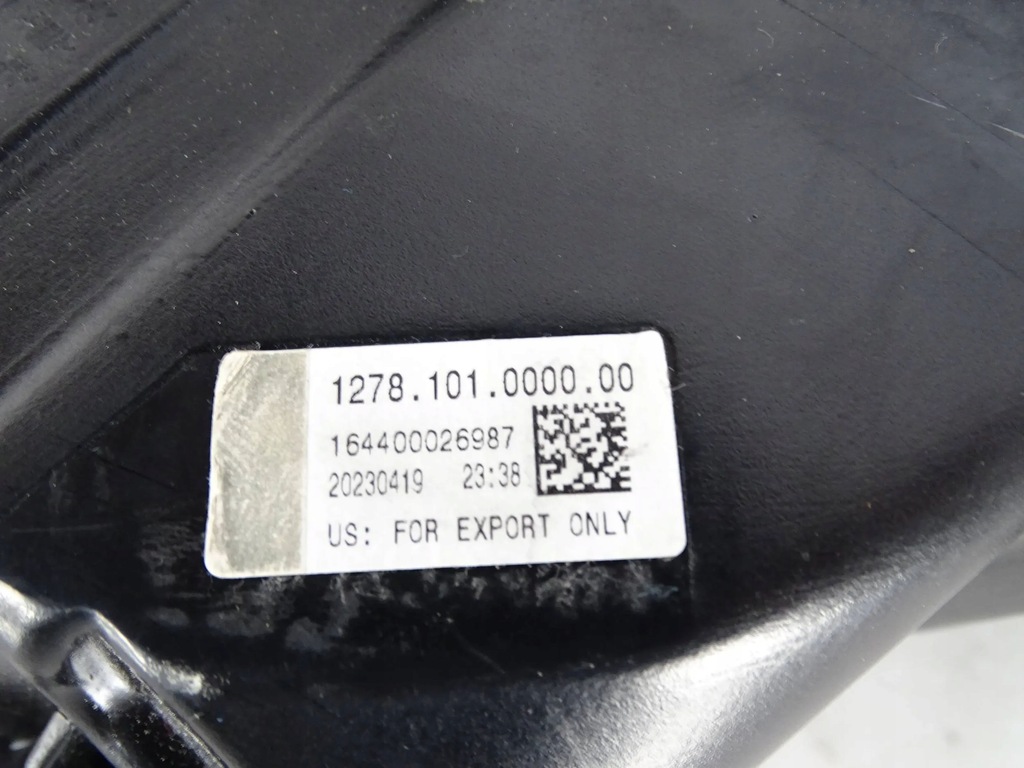 1278.101.0000.00
164400026987
20230419 23:38
US: FOR EXPORT ONLY